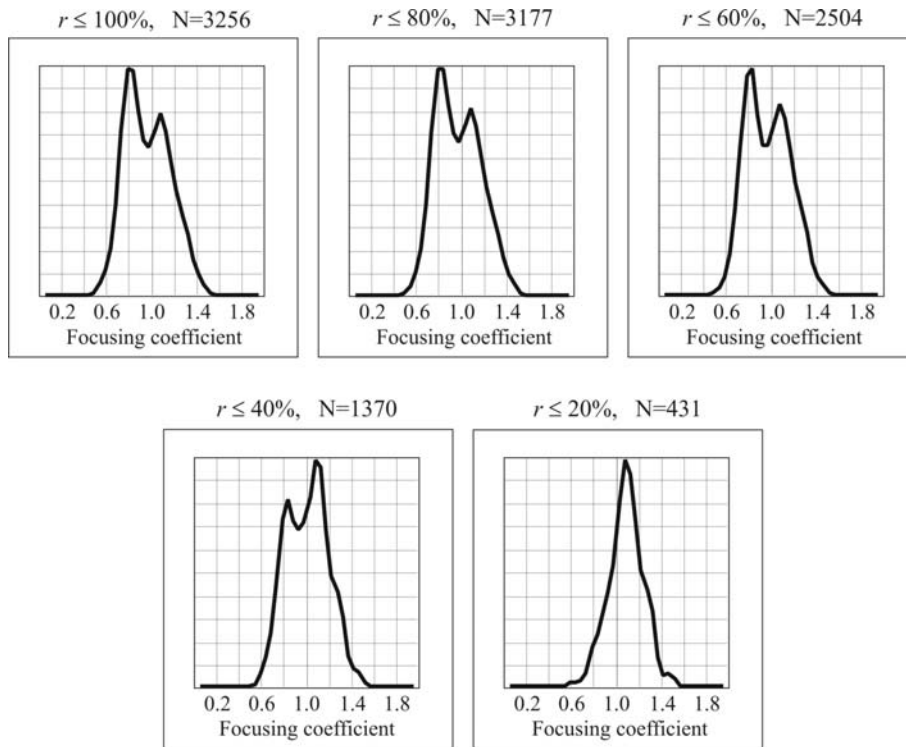 r ≤ 100%, N=3256
r ≤ 80%, N=3177
r ≤ 60%, N=2504
0.2 0.6 1.0 1.4 1.8
Focusing coefficient
0.2 0.6 1.0 1.4 1.8
Focusing coefficient
0.2 0.6 1.0 1.4 1.8
Focusing coefficient
r ≤ 40%, N=1370
r ≤ 20%, N=431
0.2 0.6 1.0 1.4 1.8
Focusing coefficient
0.2 0.6 1.0 1.4 1.8
Focusing coefficient